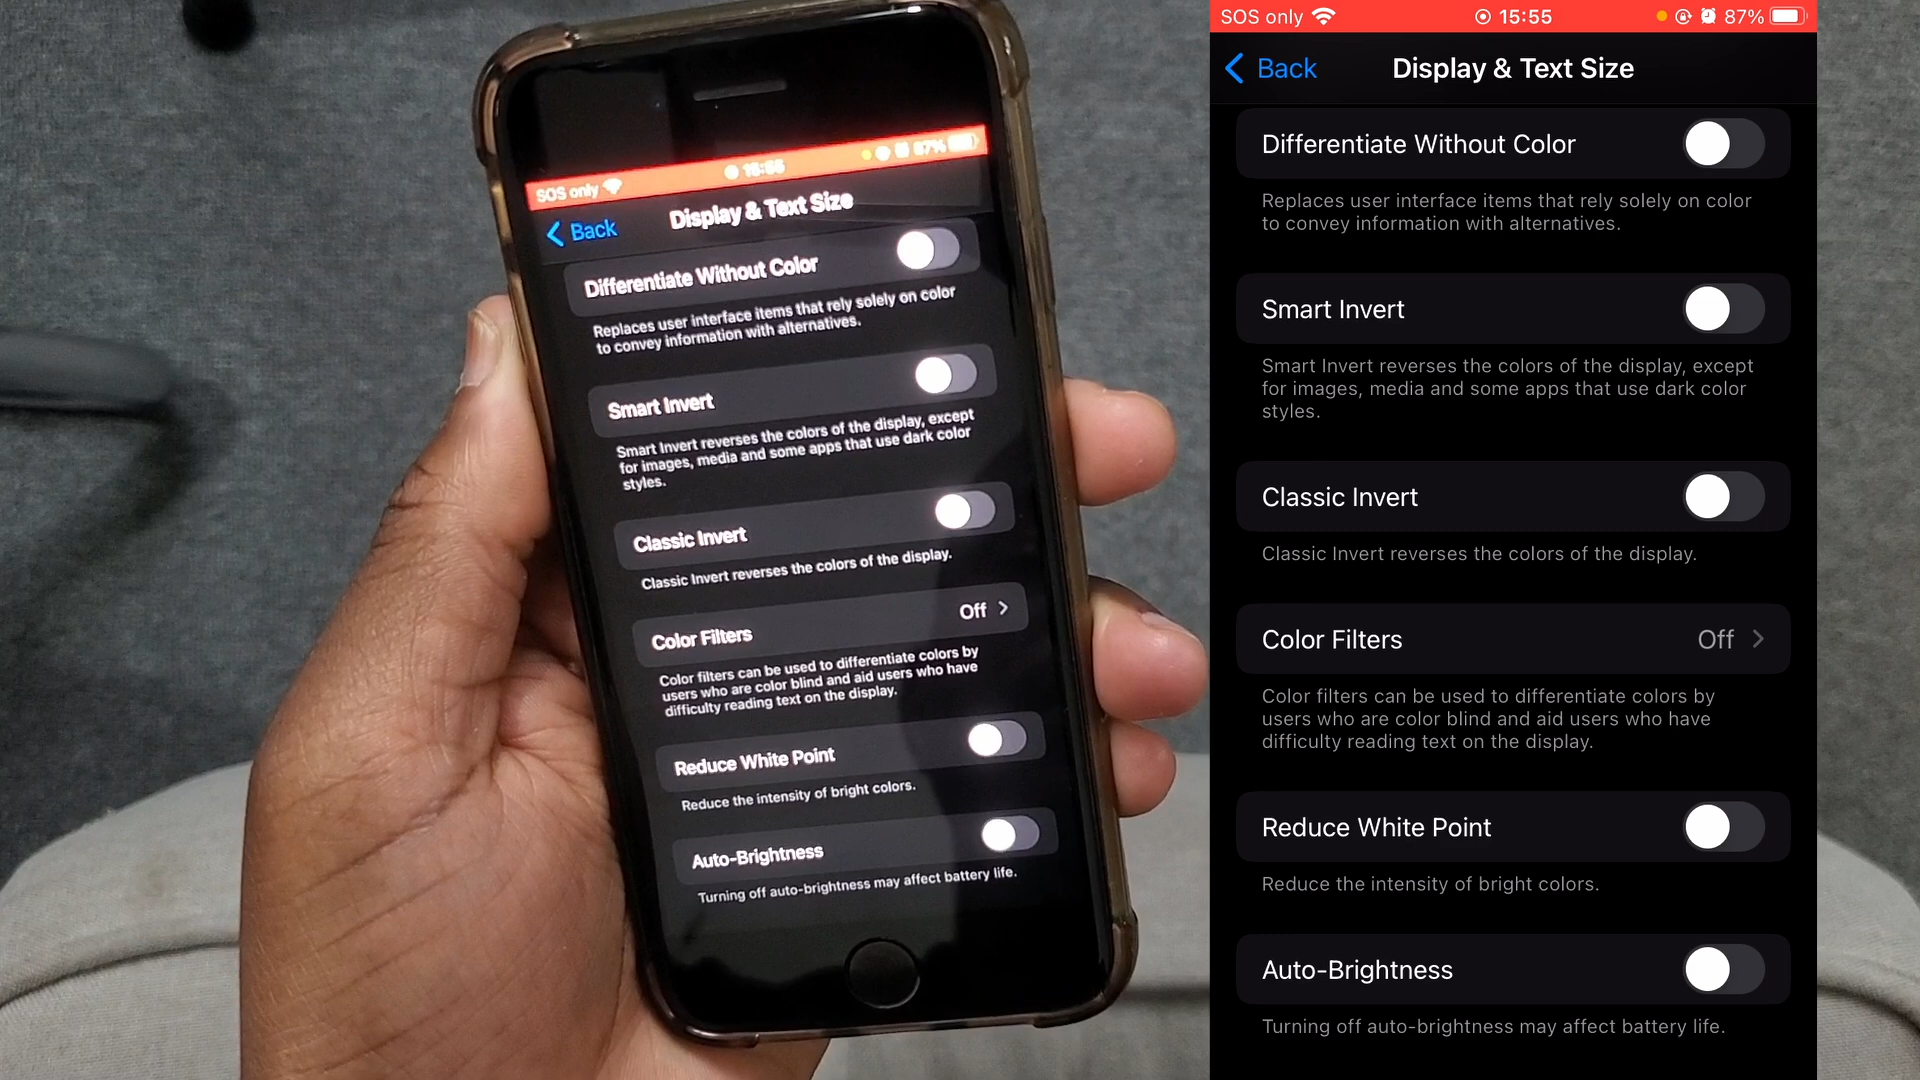 SOS only
15:55
87%
Back
Display & Text Size
Differentiate Without Color
Replaces user interface items that rely solely on color
to convey information with alternatives.
Smart Invert
Smart Invert reverses the colors of the display, except
for images, media and some apps that use dark color
styles.
Classic Invert
Classic Invert reverses the colors of the display.
Color Filters
Off
Color filters can be used to differentiate colors by
users who are color blind and aid users who have
difficulty reading text on the display.
Reduce White Point
Reduce the intensity of bright colors.
Auto-Brightness
Turning off auto-brightness may affect battery life.
SOS only
15:55
87%
Back
Display & Text Size
Differentiate Without Color
Replaces user interface items that rely solely on color
to convey information with alternatives.
Smart Invert
Smart Invert reverses the colors of the display, except
for images, media and some apps that use dark color
styles.
Classic Invert
Classic Invert reverses the colors of the display.
Color Filters
Off
Color filters can be used to differentiate colors by
users who are color blind and aid users who have
difficulty reading text on the display.
Reduce White Point
Reduce the intensity of bright colors.
Auto-Brightness
Turning off auto-brightness may affect battery life.